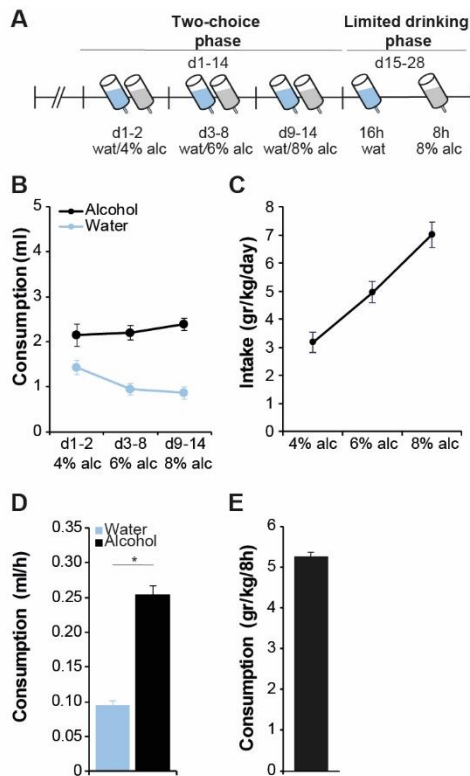 A
Two-choice
phase
Limited drinking
phase
d1-14
d15-28
d1-2
wat/4% alc
d3-8
wat/6% alc
d9-14
wat/8% alc
16h
wat
8h
8% alc
B
Alcohol
Water
Consumption (ml)
5
4
3
2
1
0
d1-2
4% alc
d3-8
6% alc
d9-14
8% alc
C
Intake (gr/kg/day)
8
7
6
5
4
3
2
1
0
4% alc
6% alc
8% alc
D
Water
Alcohol
*
Consumption (ml/h)
0.35
0.30
0.25
0.20
0.15
0.10
0.05
0
E
Consumption (gr/kg/8h)
6
5
4
3
2
1
0